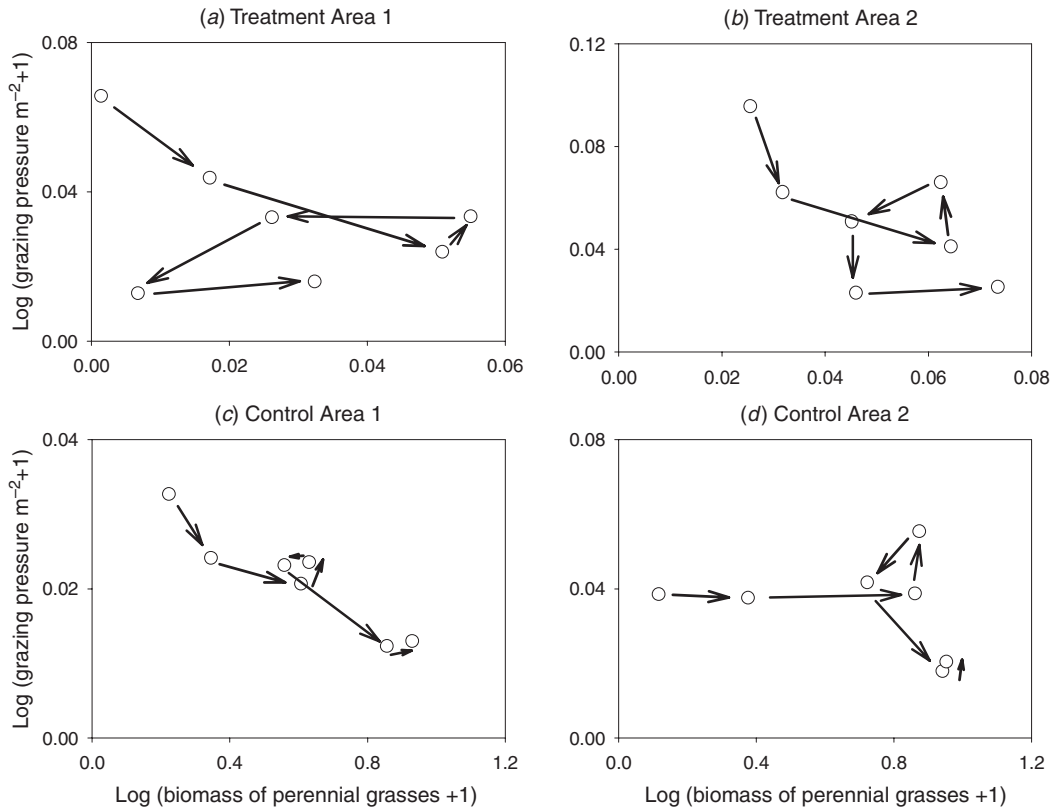 (a) Treatment Area 1
(b) Treatment Area 2
Log (grazing pressure m⁻²+1)
0.08
0.04
0.00
0.00 0.02 0.04 0.06
0.12
0.08
0.04
0.00
0.00 0.02 0.04 0.06 0.08
(c) Control Area 1
(d) Control Area 2
Log (grazing pressure m⁻²+1)
0.04
0.02
0.00
0.0 0.4 0.8 1.2
0.08
0.04
0.00
0.0 0.4 0.8 1.2
Log (biomass of perennial grasses +1)
Log (biomass of perennial grasses +1)